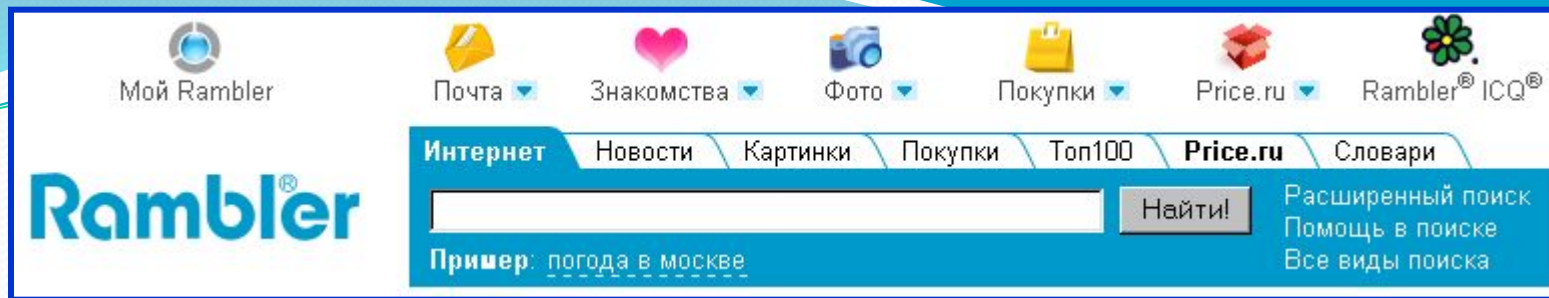 Мой Rambler
Почта Знакомства Фото Покупки Price.ru Rambler® ICQ®
Интернет Новости Картинки Покупки Топ100 Price.ru Словари
Rambler®
Найти!
Расширенный поиск
Помощь в поиске
Пример: погода в москве
Все виды поиска